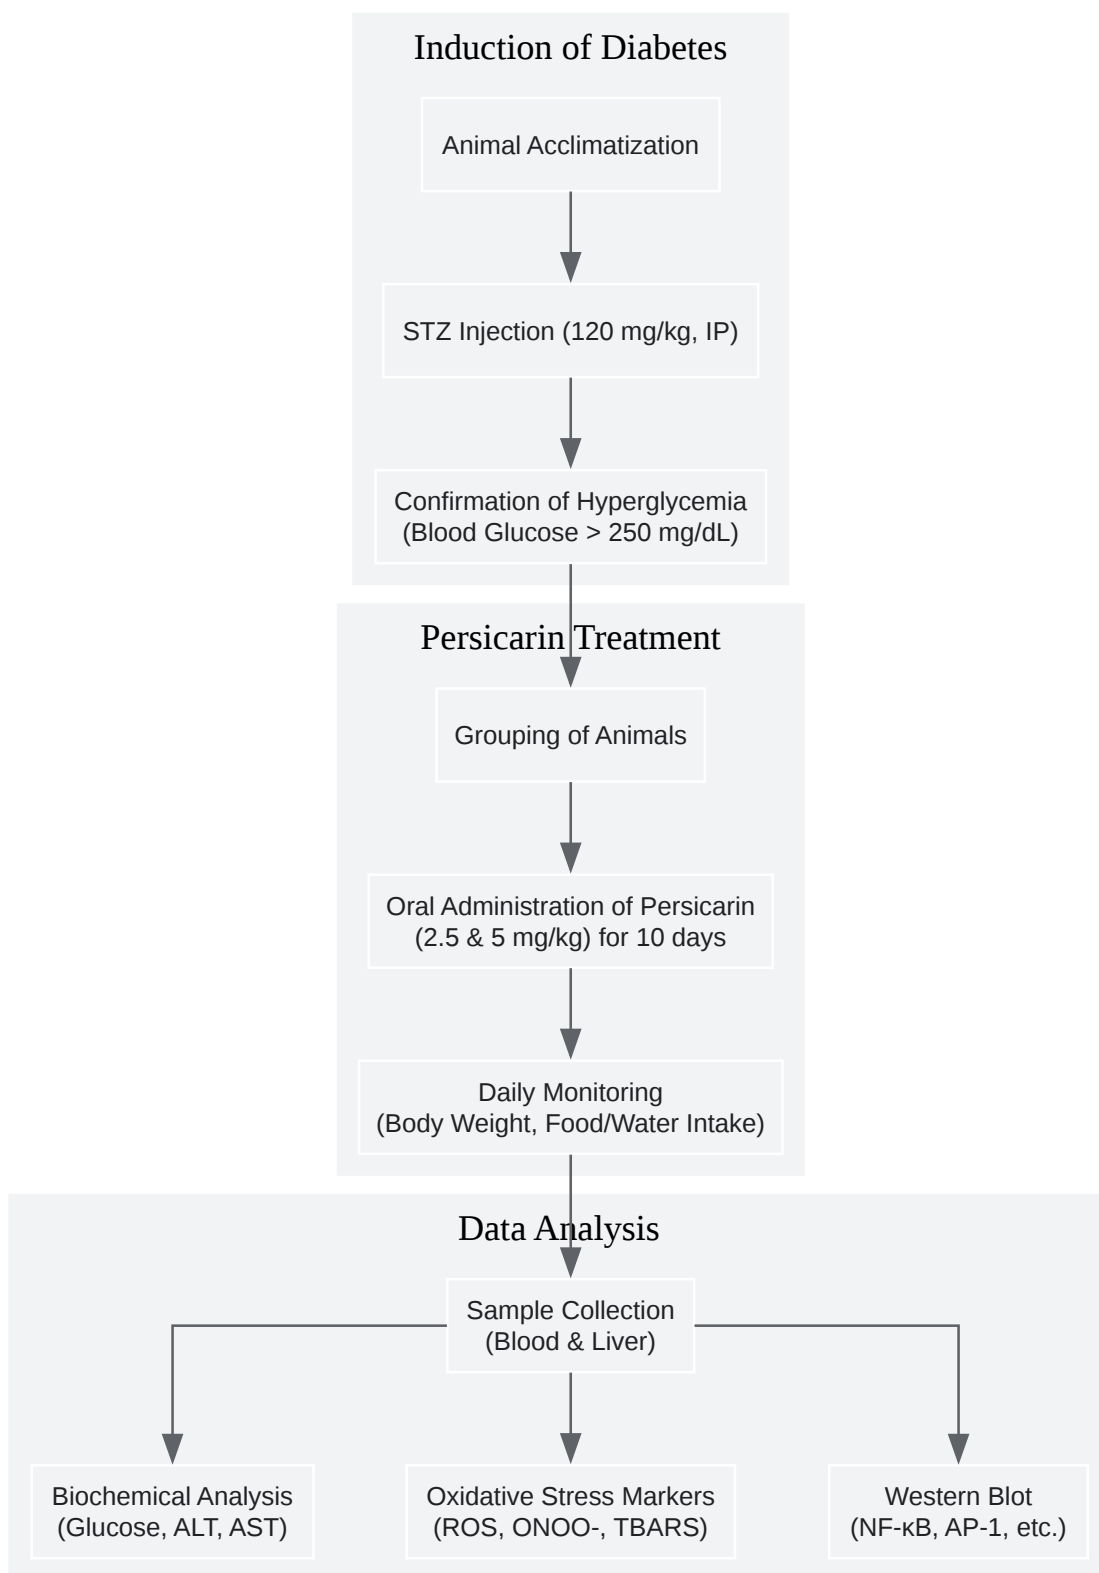 Induction of Diabetes
Animal Acclimatization
STZ Injection (120 mg/kg, IP)
Confirmation of Hyperglycemia
(Blood Glucose > 250 mg/dL)
Persicarin Treatment
Grouping of Animals
Oral Administration of Persicarin
(2.5 & 5 mg/kg) for 10 days
Daily Monitoring
(Body Weight, Food/Water Intake)
Data Analysis
Sample Collection
(Blood & Liver)
Biochemical Analysis
(Glucose, ALT, AST)
Oxidative Stress Markers
(ROS, ONOO-, TBARS)
Western Blot
(NF-κB, AP-1, etc.)